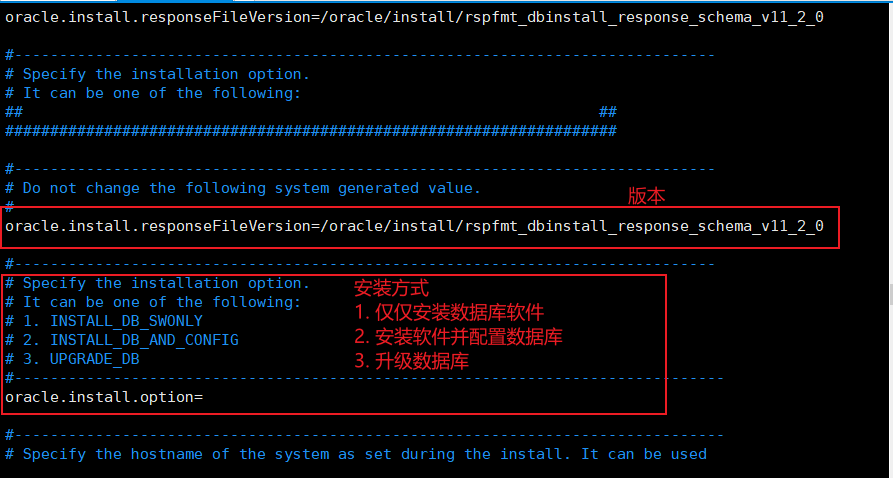 oracle.install.responseFileVersion=/oracle/install/rspfmt_dbinstall_response_schema_v11_2_0
#-------------------------------------------------------------------------------
# Specify the installation option.
# It can be one of the following:
## ##
####################################################################
#-------------------------------------------------------------------------------
# Do not change the following system generated value.
版本
#
oracle.install.responseFileVersion=/oracle/install/rspfmt_dbinstall_response_schema_v11_2_0
#-------------------------------------------------------------------------------
# Specify the installation option.
安装方式
# It can be one of the following:
1. 仅仅安装数据库软件
# 1. INSTALL_DB_SWONLY
2. 安装软件并配置数据库
# 2. INSTALL_DB_AND_CONFIG
3. 升级数据库
# 3. UPGRADE_DB
#-------------------------------------------------------------------------------
oracle.install.option=
#-------------------------------------------------------------------------------
# Specify the hostname of the system as set during the install. It can be used